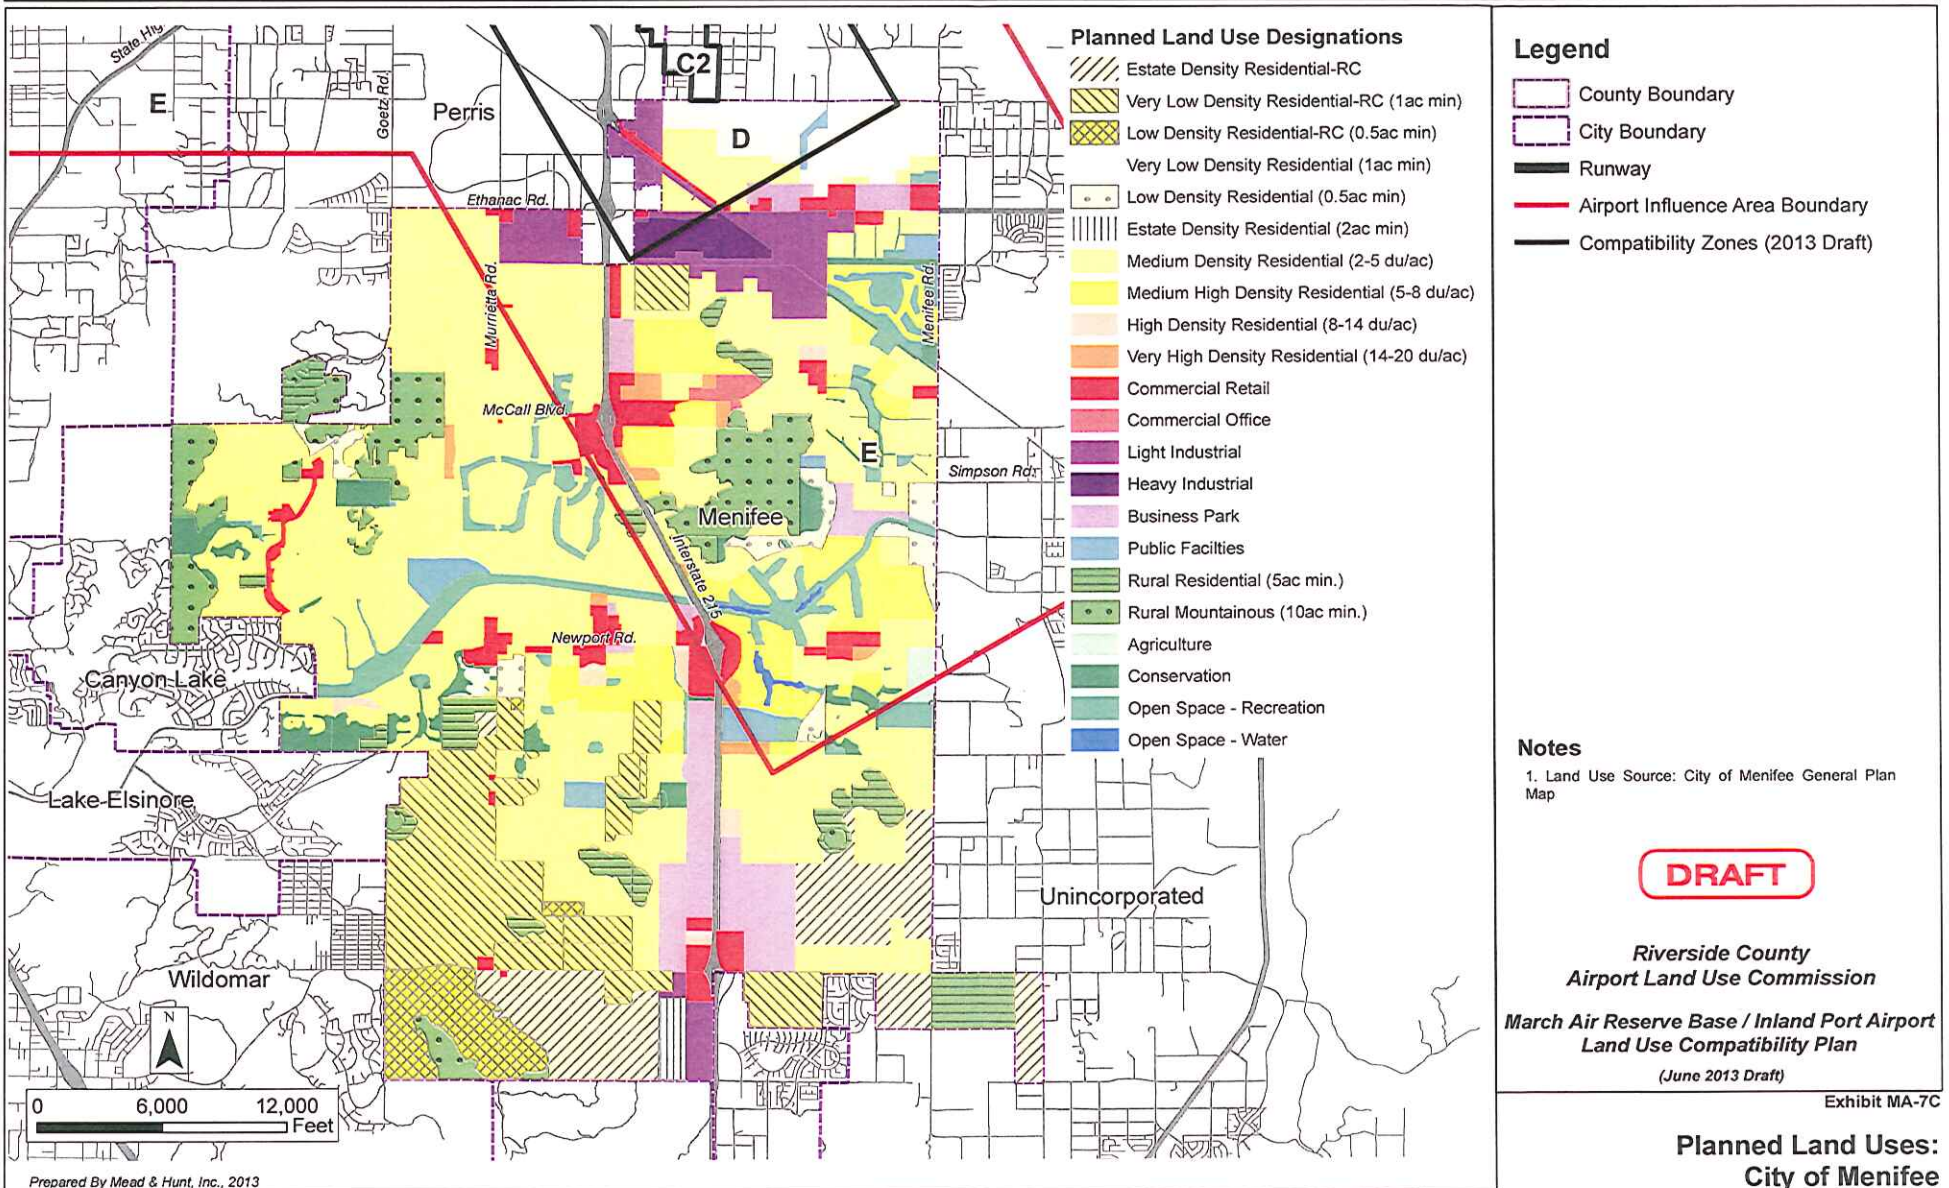 State Hig
E
Goetz Rd.
Perris
C2
D
Ethanac Rd.
Murrietta Rd.
Menifee Rd.
McCall Blvd.
E
Simpson Rd.
Menifee
Interstate 215
Newport Rd.
Canyon Lake
Lake Elsinore
Unincorporated
Wildomar
N
0 6,000 12,000
Feet
Prepared By Mead & Hunt, Inc., 2013
Planned Land Use Designations
Estate Density Residential-RC
Very Low Density Residential-RC (1ac min)
Low Density Residential-RC (0.5ac min)
Very Low Density Residential (1ac min)
Low Density Residential (0.5ac min)
Estate Density Residential (2ac min)
Medium Density Residential (2-5 du/ac)
Medium High Density Residential (5-8 du/ac)
High Density Residential (8-14 du/ac)
Very High Density Residential (14-20 du/ac)
Commercial Retail
Commercial Office
Light Industrial
Heavy Industrial
Business Park
Public Facilties
Rural Residential (5ac min.)
Rural Mountainous (10ac min.)
Agriculture
Conservation
Open Space - Recreation
Open Space - Water
Legend
County Boundary
City Boundary
Runway
Airport Influence Area Boundary
Compatibility Zones (2013 Draft)
Notes
1. Land Use Source: City of Menifee General Plan
Map
DRAFT
Riverside County
Airport Land Use Commission
March Air Reserve Base / Inland Port Airport
Land Use Compatibility Plan
(June 2013 Draft)
Exhibit MA-7C
Planned Land Uses:
City of Menifee